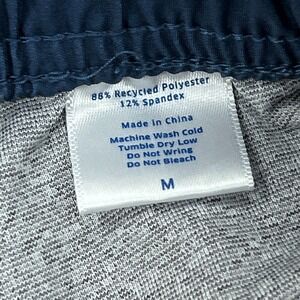 88% Recycled Polyester
12% Spandex
Made in China
Machine Wash Cold
Tumble Dry Low
Do Not Wring
Do Not Bleach
M